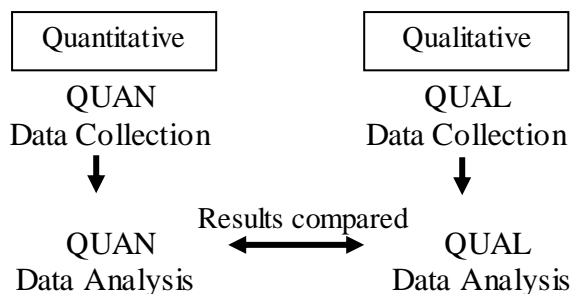 Quantitative
Qualitative
QUAN
Data Collection
QUAL
Data Collection
Results compared
QUAN
Data Analysis
QUAL
Data Analysis